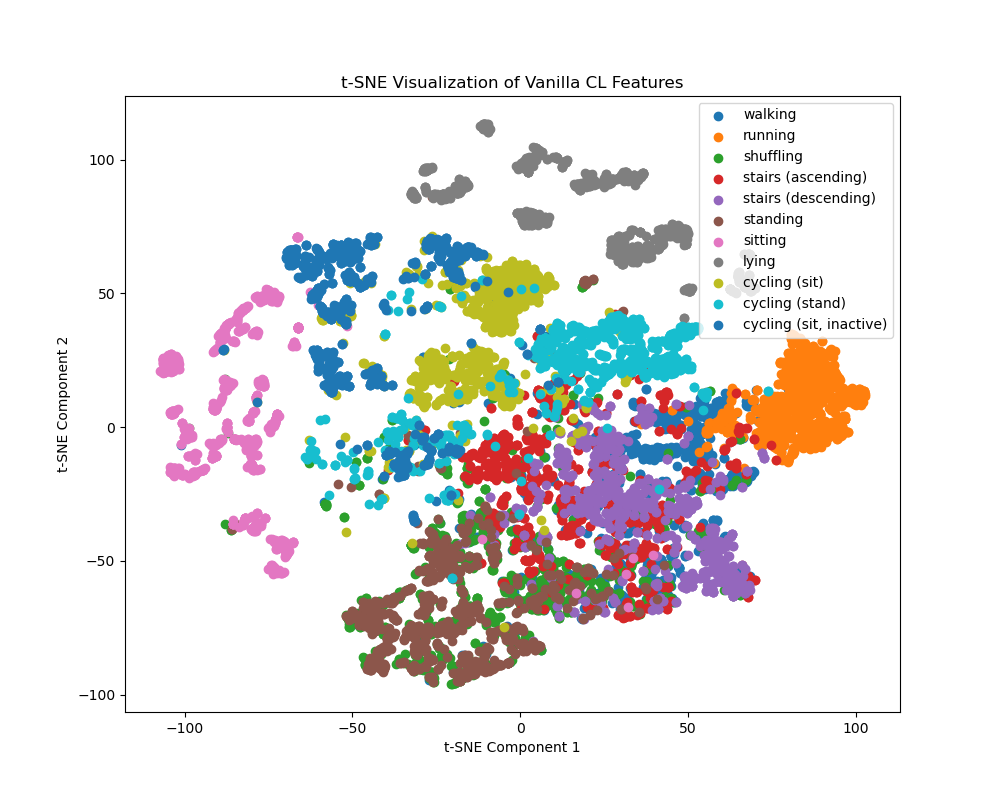 t-SNE Visualization of Vanilla CL Features
walking
running
shuffling
stairs (ascending)
stairs (descending)
standing
sitting
lying
cycling (sit)
cycling (stand)
cycling (sit, inactive)
100
50
0
−50
−100
t-SNE Component 2
−100
−50
0
50
100
t-SNE Component 1